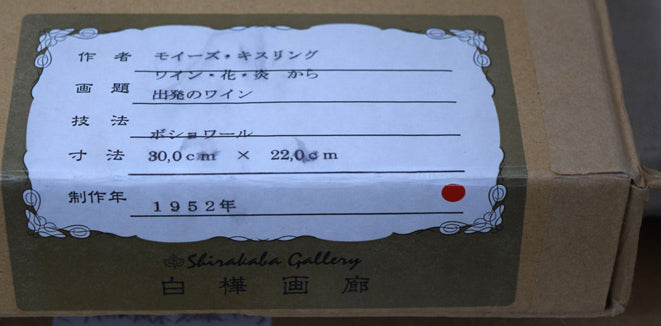 作者 モイーズ・キスリング
ワイン・花・炎 から
画題 出発のワイン
技法 ポショワール
寸法 30,0cm × 22,0cm
制作年 1952年
Shirakaba Gallery
白樺画廊